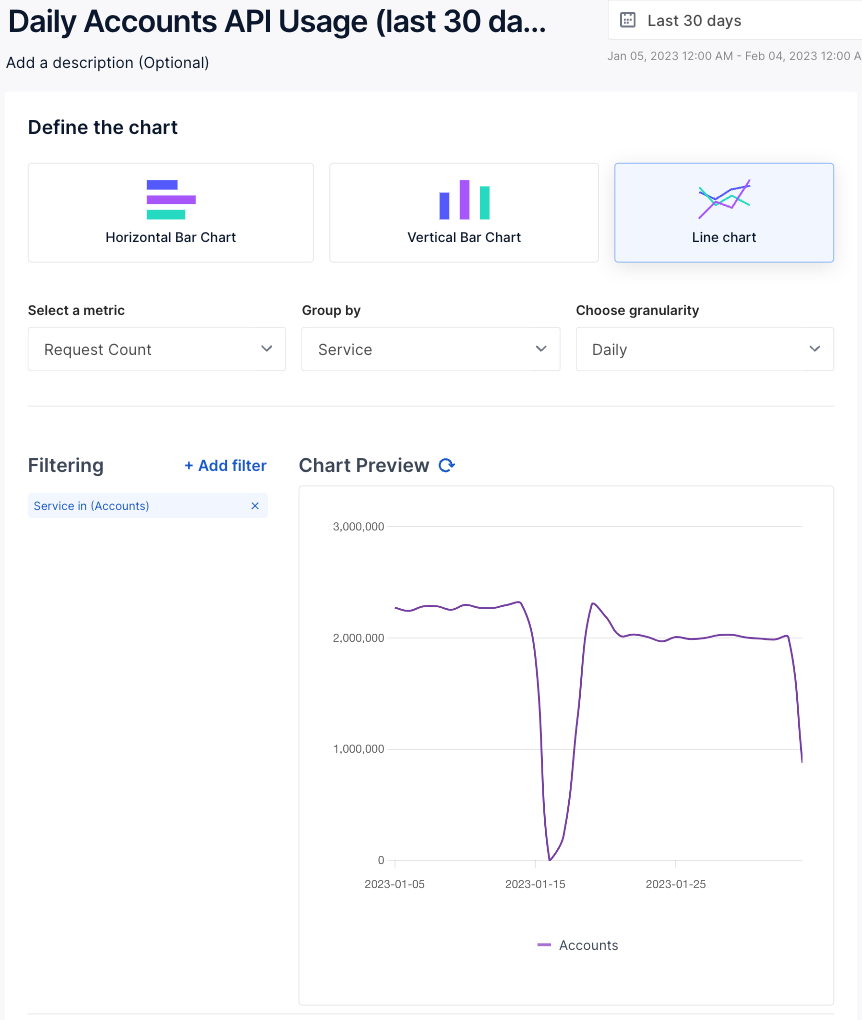 Daily Accounts API Usage (last 30 da...
Last 30 days
Jan 05, 2023 12:00 AM - Feb 04, 2023 12:00 A
Add a description (Optional)
Define the chart
Horizontal Bar Chart
Vertical Bar Chart
Line chart
Select a metric
Group by
Choose granularity
Request Count
Service
Daily
Filtering
+ Add filter
Chart Preview
Service in (Accounts)
3,000,000
2,000,000
1,000,000
0
2023-01-05
2023-01-15
2023-01-25
Accounts